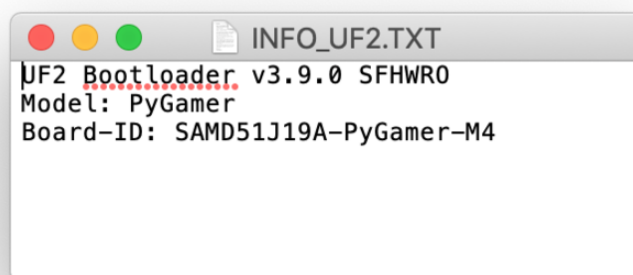 INFO_UF2.TXT
UF2 Bootloader v3.9.0 SFHWRO
Model: PyGamer
Board-ID: SAMD51J19A-PyGamer-M4